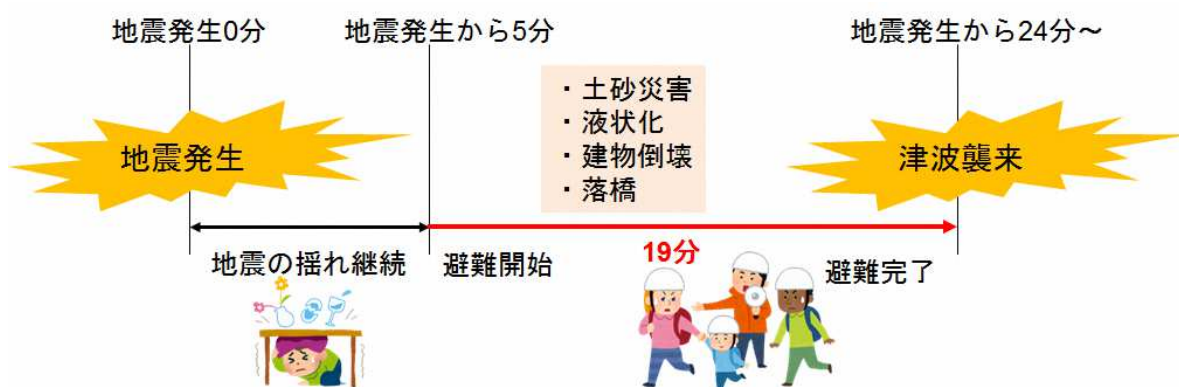 地震発生0分
地震発生から5分
地震発生から24分～
・土砂災害
・液状化
・建物倒壊
・落橋
地震発生
津波襲来
19分
地震の揺れ継続
避難開始
避難完了